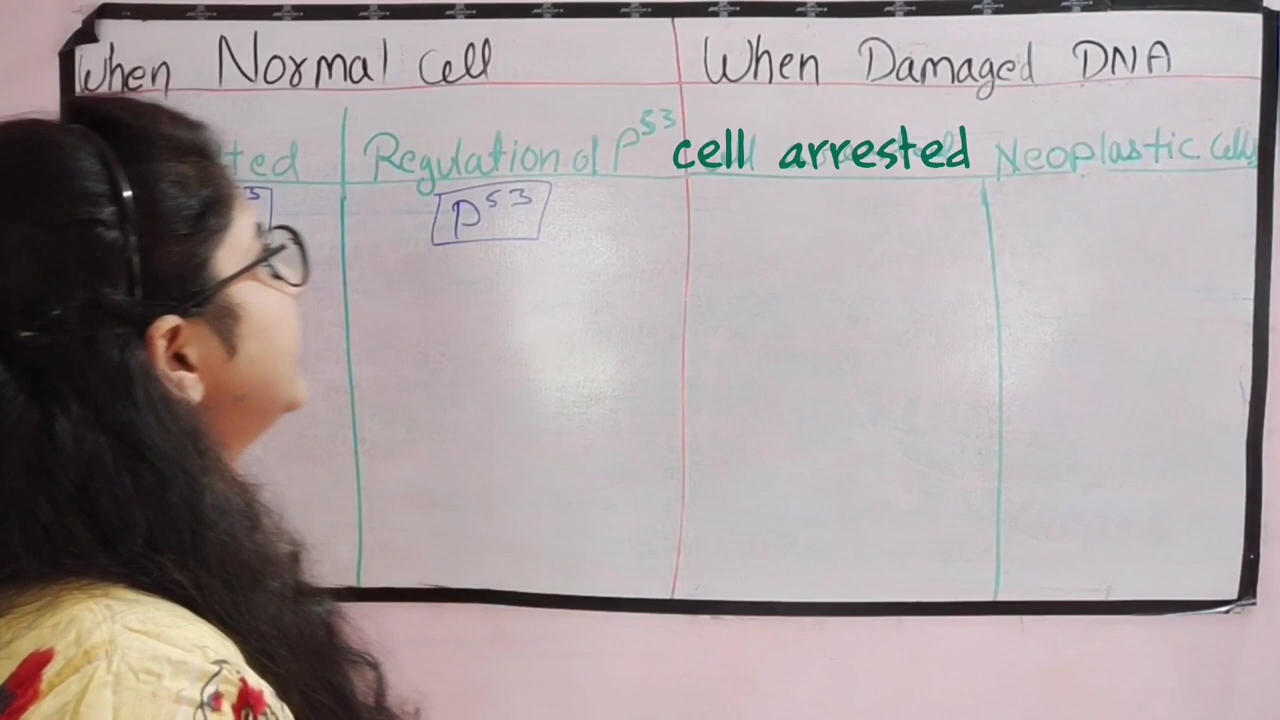 When Normal cell When Damaged DNA
Regulation of P53 cell arrested Neoplastic Cells
P53